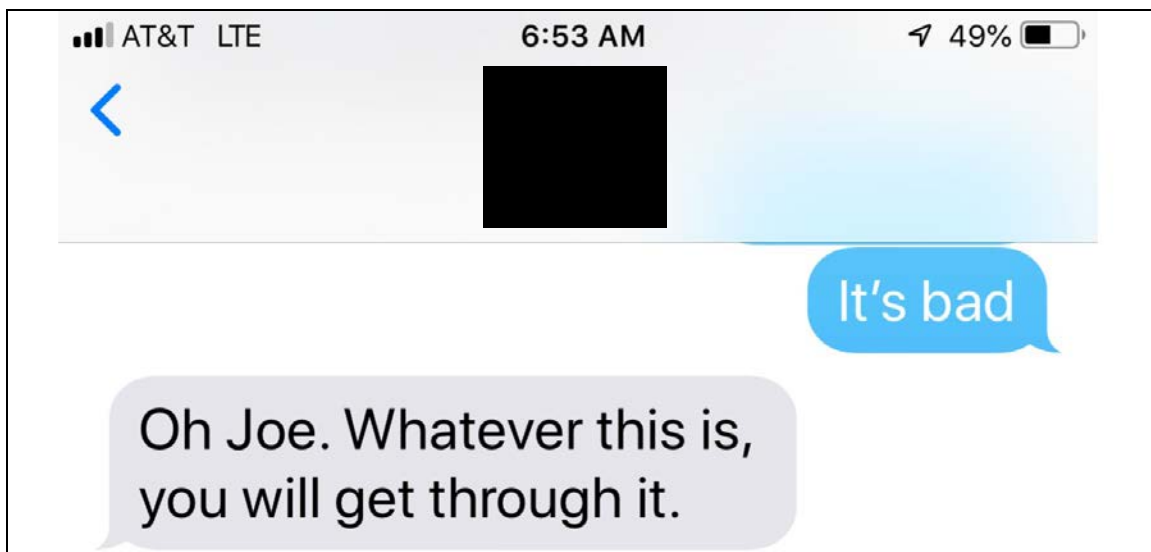 AT&T LTE 6:53 AM 49%
It's bad
Oh Joe. Whatever this is,
you will get through it.